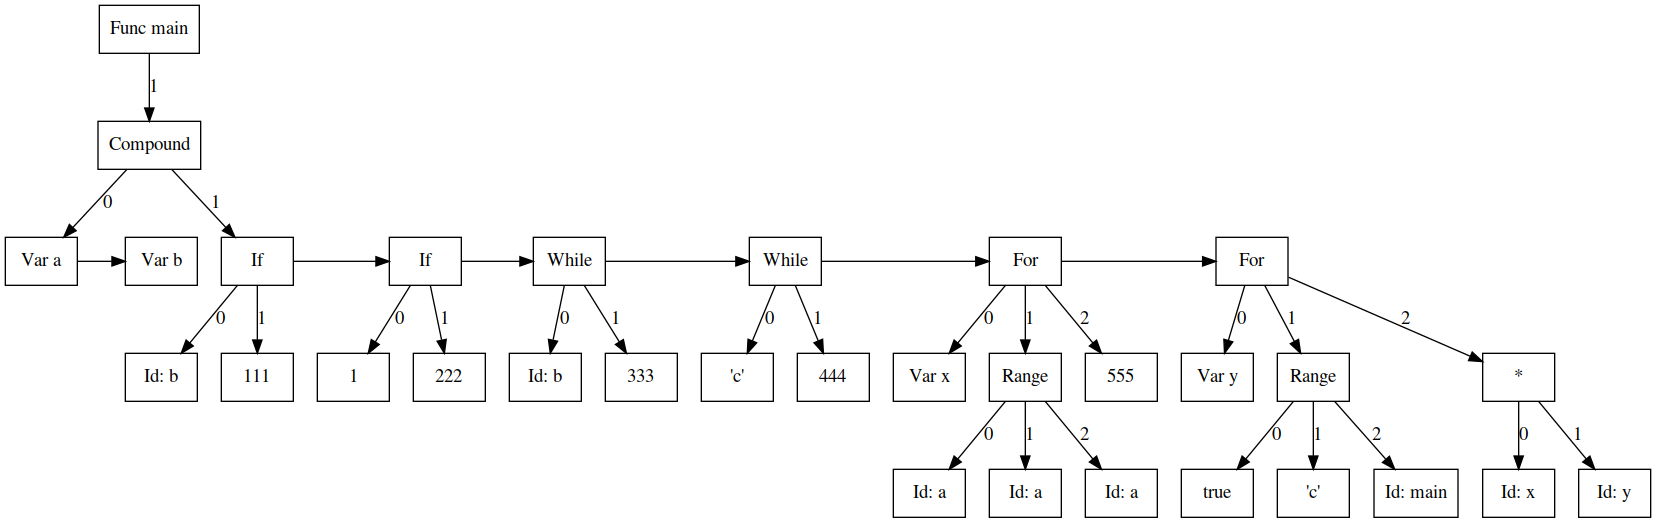 Func main
1
Compound
0 1
Var a Var b If If While While For For
0 1 0 1 0 1 0 1 0 1 2 0 1 2
Id: b 111 1 222 Id: b 333 'c' 444 Var x Range 555 Var y Range *
0 1 2 0 1 2 0 1
Id: a Id: a Id: a true 'c' Id: main Id: x Id: y